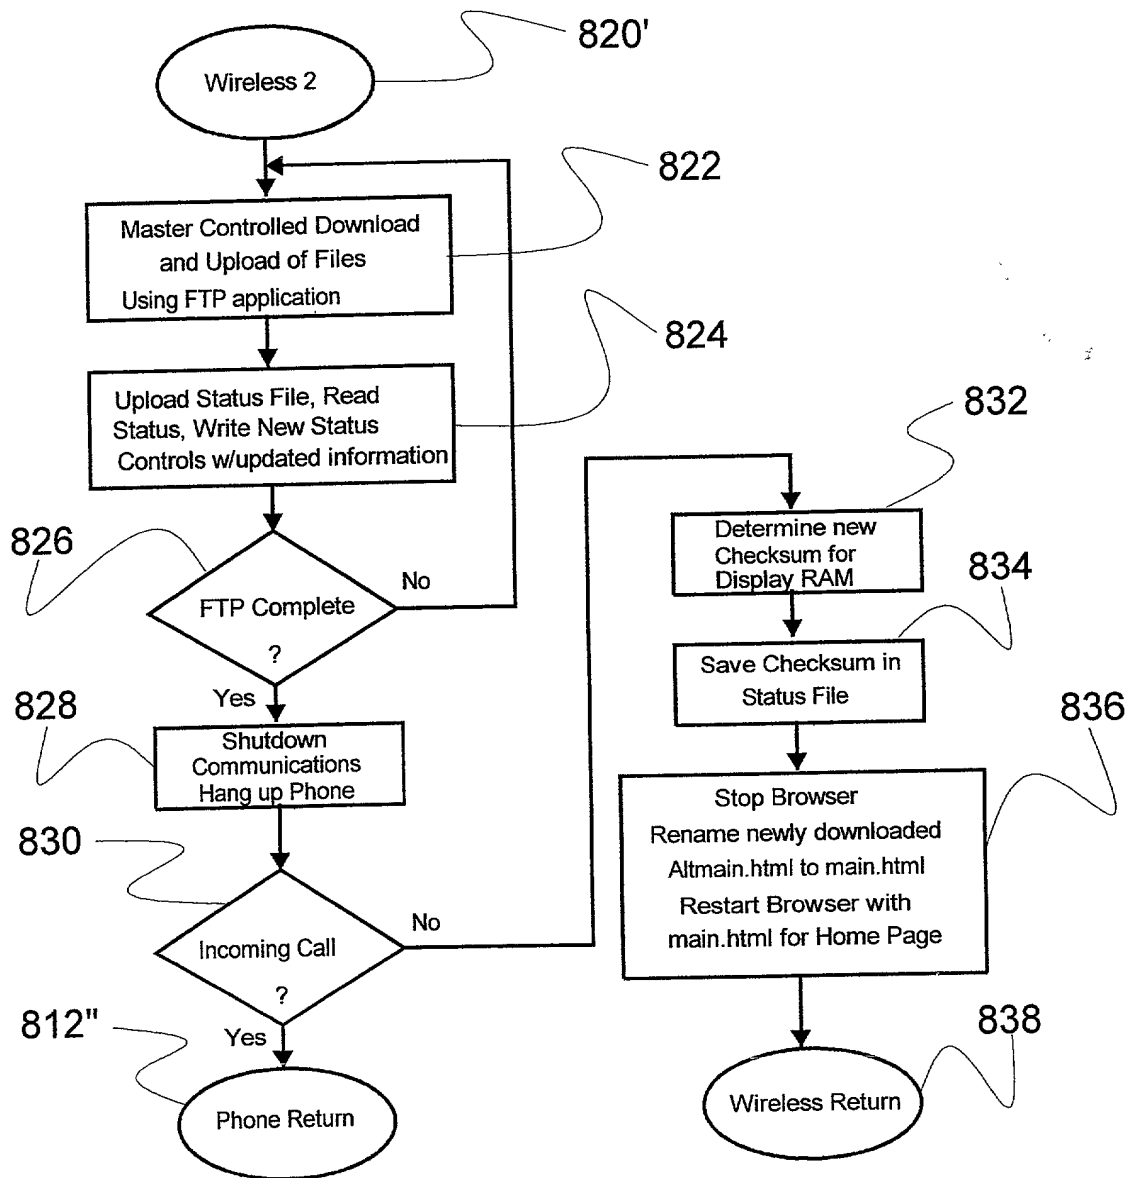 820'
Wireless 2
822
Master Controlled Download
and Upload of Files
Using FTP application
824
Upload Status File, Read
Status, Write New Status
Controls w/updated information
826
FTP Complete
?
No
Yes
828
Shutdown
Communications
Hang up Phone
830
Incoming Call
?
No
Yes
812"
Phone Return
832
Determine new
Checksum for
Display RAM
834
Save Checksum in
Status File
836
Stop Browser
Rename newly downloaded
Altmain.html to main.html
Restart Browser with
main.html for Home Page
838
Wireless Return